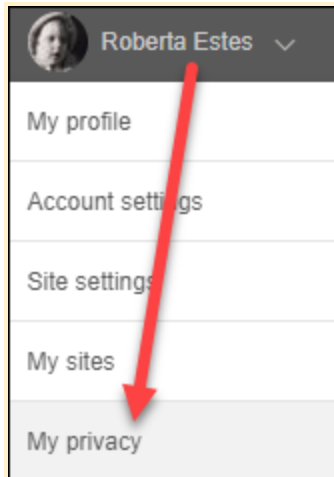 Roberta Estes
My profile
Account settings
Site settings
My sites
My privacy